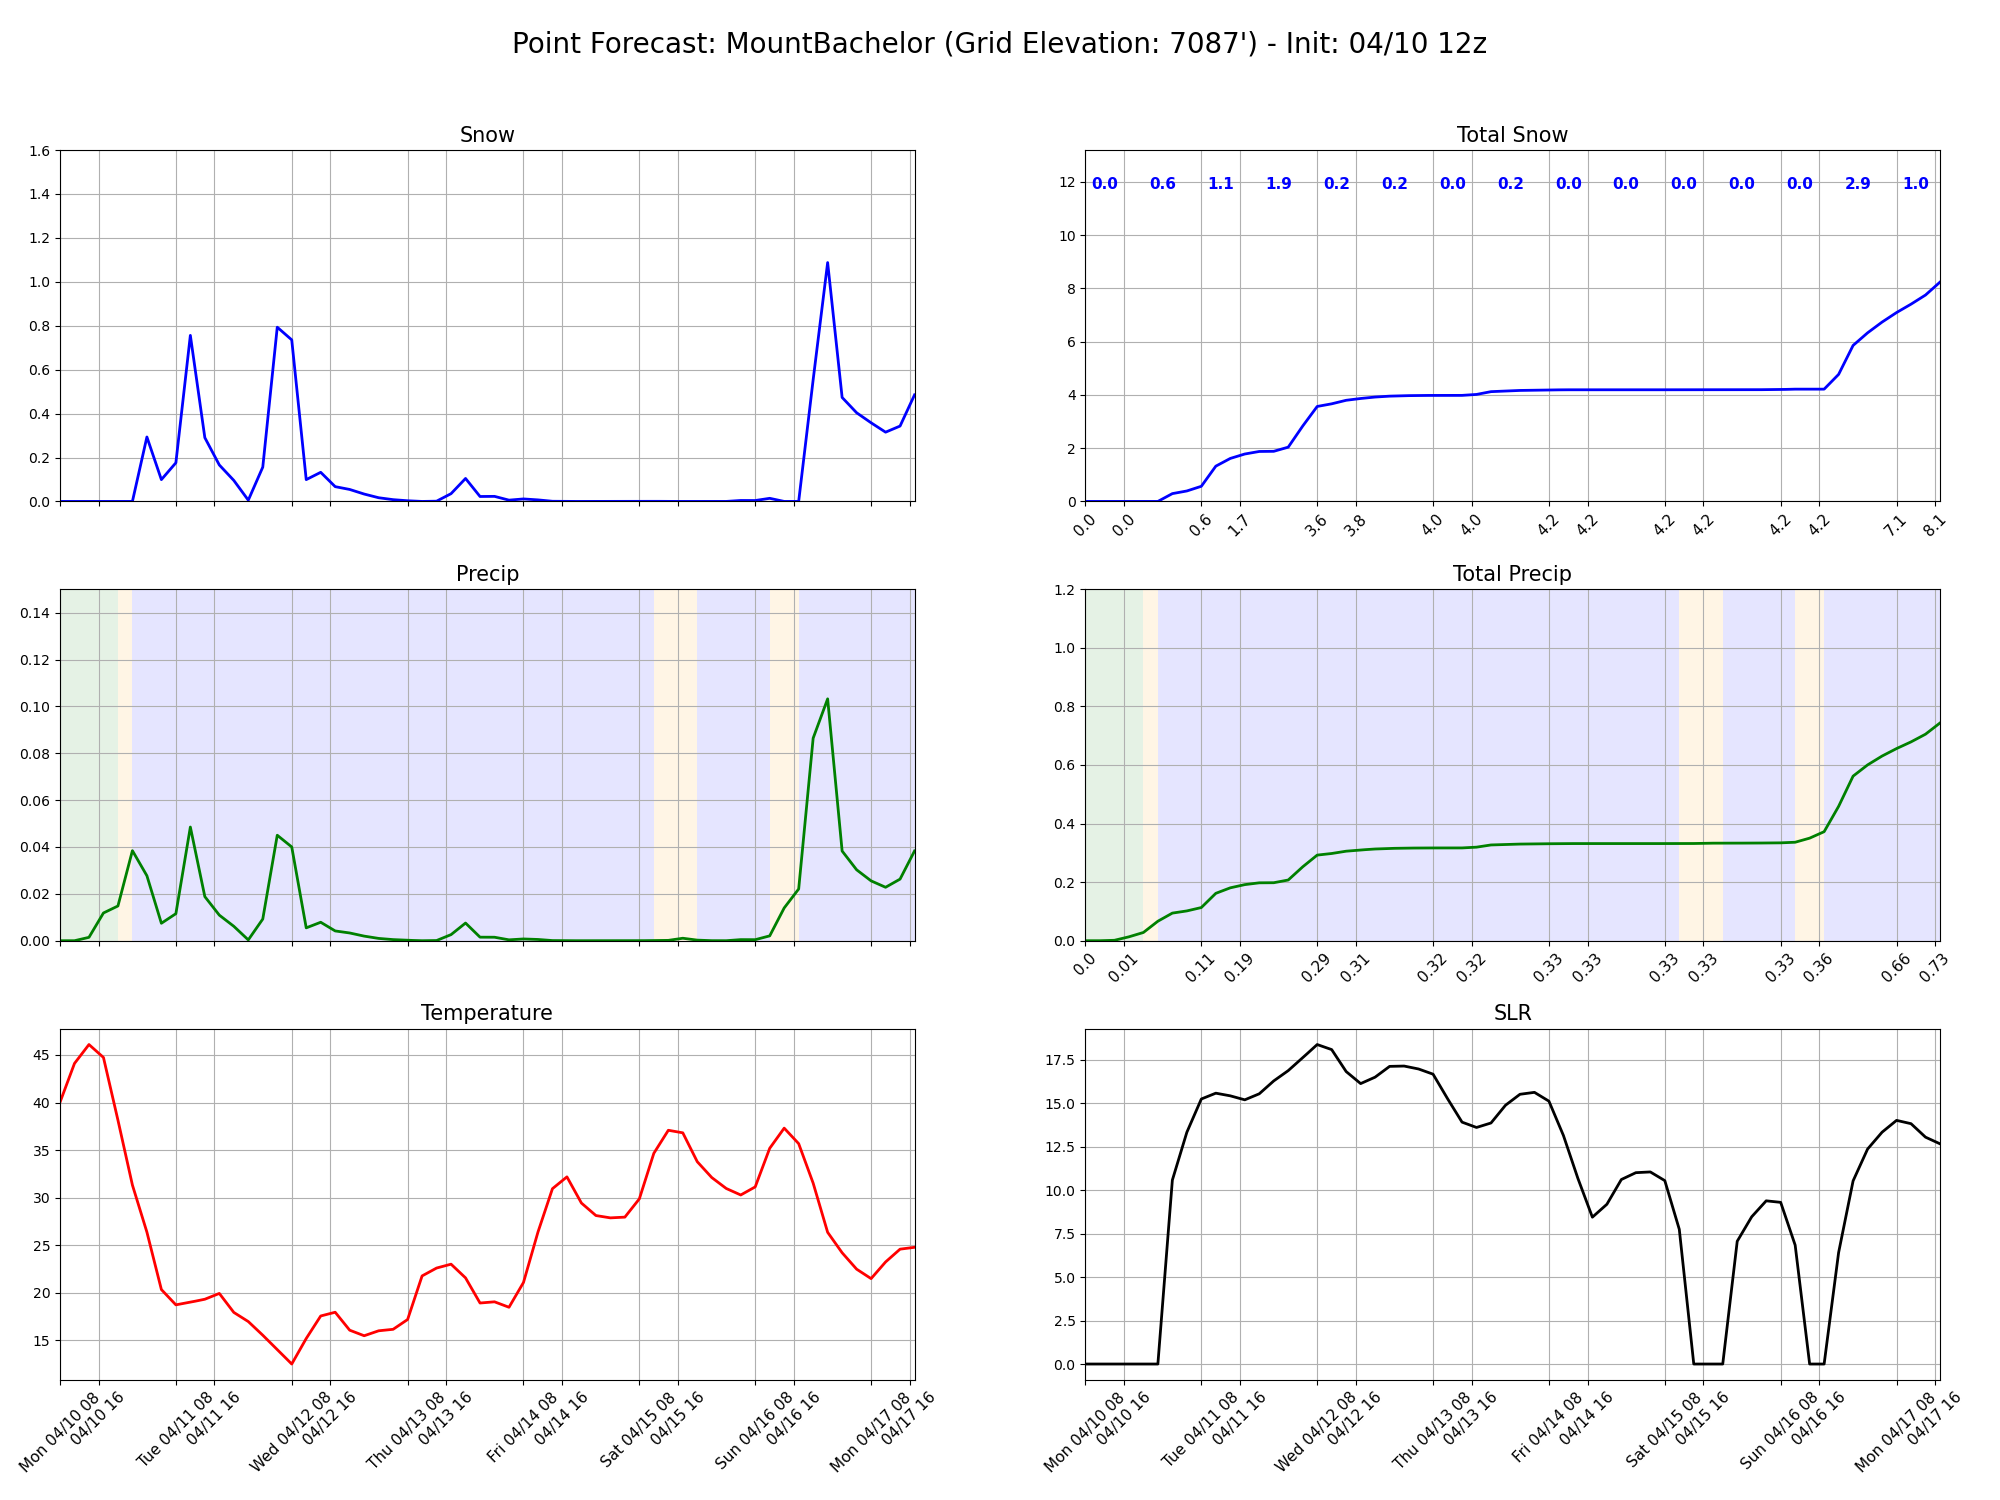 Point Forecast: MountBachelor (Grid Elevation: 7087') - Init: 04/10 12z
Snow
1.6
1.4
1.2
1.0
0.8
0.6
0.4
0.2
0.0
Total Snow
12
10
8
6
4
2
0
0.0 0.6 1.1 1.9 0.2 0.2 0.0 0.2 0.0 0.0 0.0 0.0 0.0 2.9 1.0
0.0 0.0 0.6 1.7 3.6 3.8 4.0 4.0 4.2 4.2 4.2 4.2 4.2 4.2 7.1 8.1
Precip
0.14
0.12
0.10
0.08
0.06
0.04
0.02
0.00
Total Precip
1.2
1.0
0.8
0.6
0.4
0.2
0.0
0.0 0.01 0.11 0.19 0.29 0.31 0.32 0.32 0.33 0.33 0.33 0.33 0.33 0.36 0.66 0.73
Temperature
45
40
35
30
25
20
15
Mon 04/10 08
04/10 16
Tue 04/11 08
04/11 16
Wed 04/12 08
04/12 16
Thu 04/13 08
04/13 16
Fri 04/14 08
04/14 16
Sat 04/15 08
04/15 16
Sun 04/16 08
04/16 16
Mon 04/17 08
04/17 16
SLR
17.5
15.0
12.5
10.0
7.5
5.0
2.5
0.0
Mon 04/10 08
04/10 16
Tue 04/11 08
04/11 16
Wed 04/12 08
04/12 16
Thu 04/13 08
04/13 16
Fri 04/14 08
04/14 16
Sat 04/15 08
04/15 16
Sun 04/16 08
04/16 16
Mon 04/17 08
04/17 16